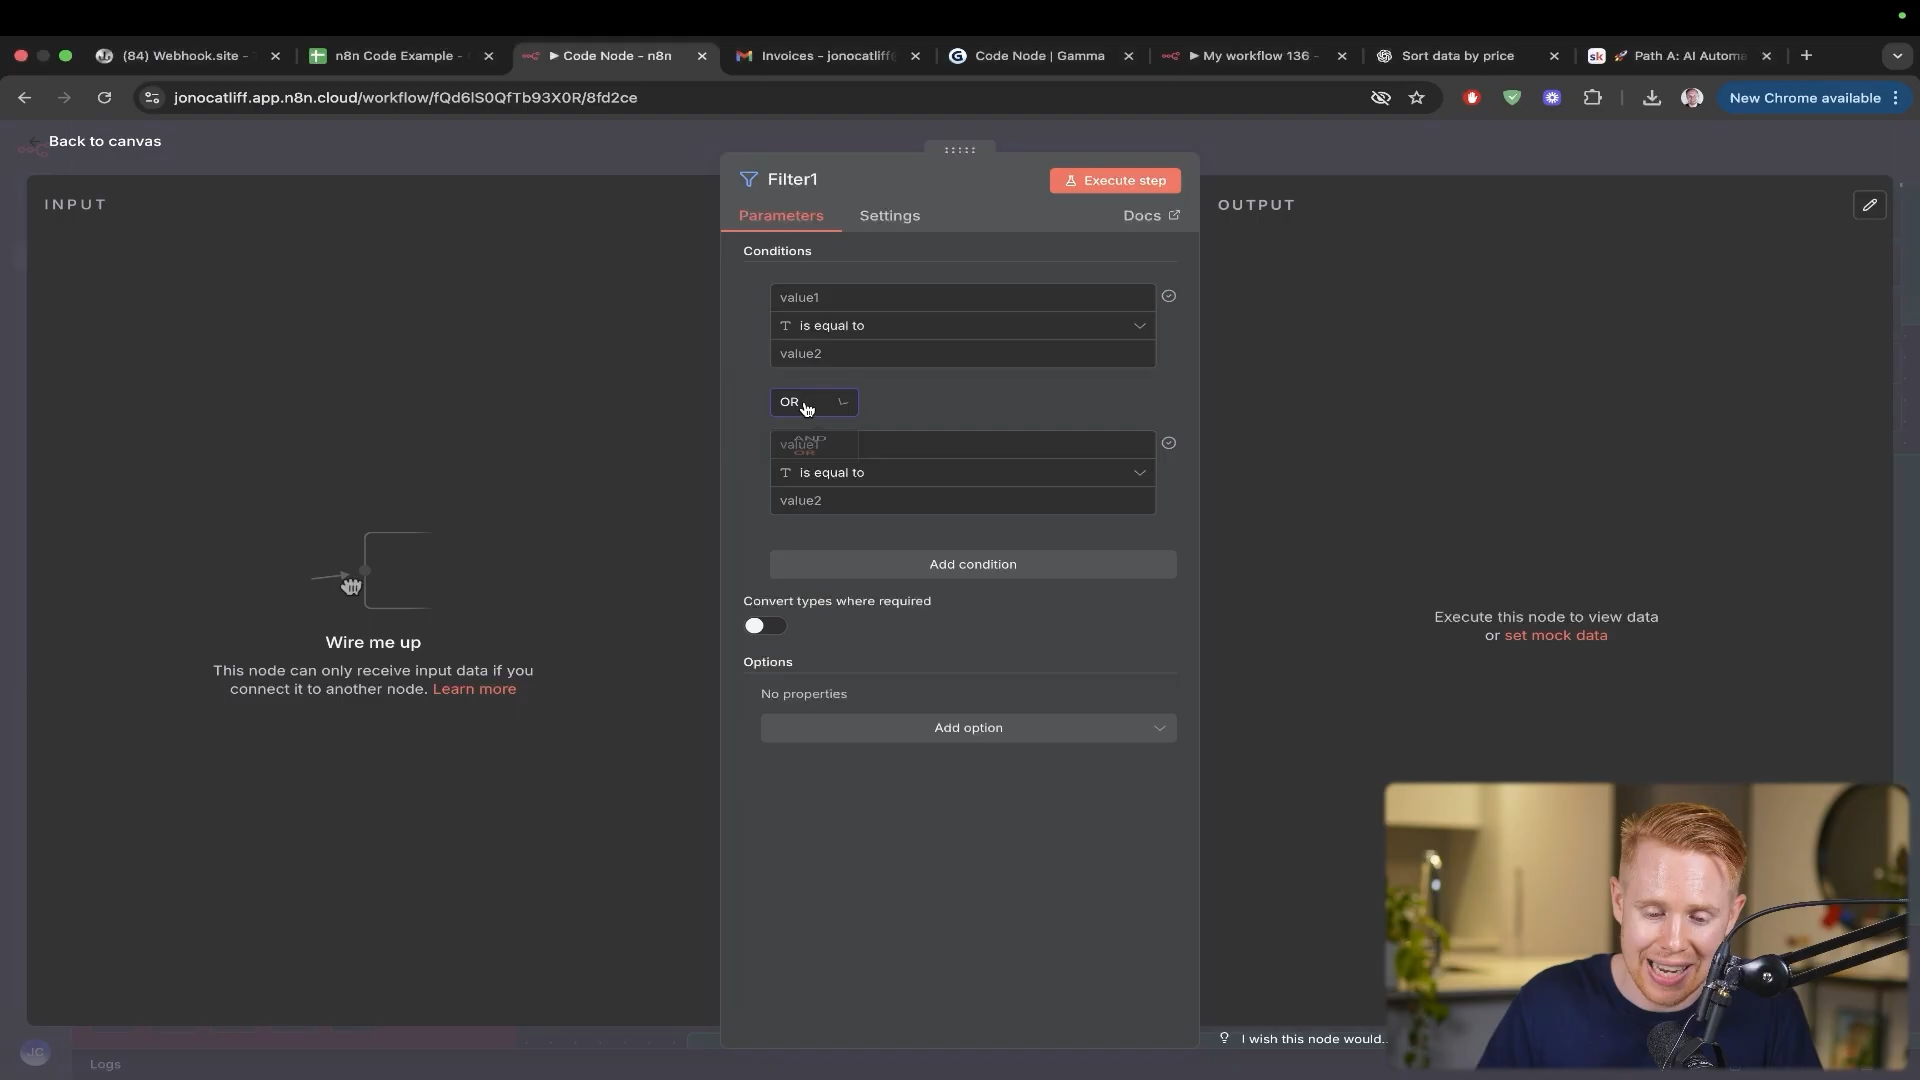 (84) Webhook.site -
n8n Code Example -
▶ Code Node - n8n
Invoices - jonocatliff
Code Node | Gamma
▶ My workflow 136 -
Sort data by price
sk
🚀 Path A: AI Automa
jonocatliff.app.n8n.cloud/workflow/fQd6lS0QfTb93X0R/8fd2ce
New Chrome available
Back to canvas
INPUT
Filter1
Execute step
OUTPUT
Parameters
Settings
Docs
Conditions
value1
T is equal to
value2
OR
value1
AND
OR
T is equal to
value2
Add condition
Convert types where required
Wire me up
This node can only receive input data if you
connect it to another node. Learn more
Execute this node to view data
or set mock data
Options
No properties
Add option
I wish this node would..
JC
Logs